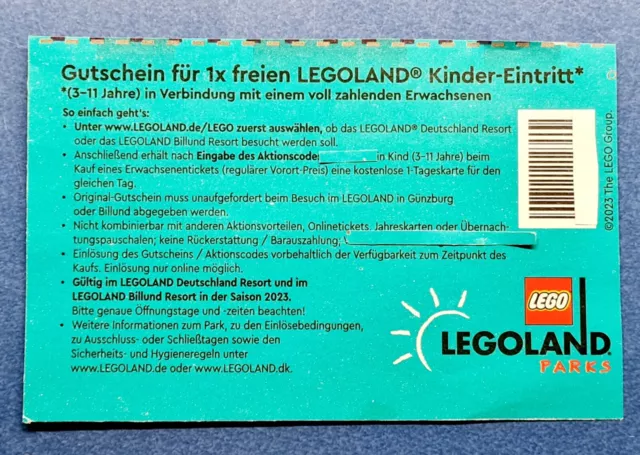 Gutschein für 1x freien LEGOLAND® Kinder-Eintritt*
*(3–11 Jahre) in Verbindung mit einem voll zahlenden Erwachsenen
So einfach geht's:
• Unter www.LEGOLAND.de/LEGO zuerst auswählen, ob das LEGOLAND® Deutschland Resort
oder das LEGOLAND Billund Resort besucht werden soll.
• Anschließend erhält nach Eingabe des Aktionscode in Kind (3-11 Jahre) beim
Kauf eines Erwachsenentickets (regulärer Vorort-Preis) eine kostenlose 1-Tageskarte für den
gleichen Tag.
• Original-Gutschein muss unaufgefordert beim Besuch im LEGOLAND in Günzburg
oder Billund abgegeben werden.
• Nicht kombinierbar mit anderen Aktionsvorteilen, Onlinetickets, Jahreskarten oder Übernach-
tungspauschalen; keine Rückerstattung / Barauszahlung;
• Einlösung des Gutscheins / Aktionscodes vorbehaltlich der Verfügbarkeit zum Zeitpunkt des
Kaufs. Einlösung nur online möglich.
• Gültig im LEGOLAND Deutschland Resort und im
LEGOLAND Billund Resort in der Saison 2023.
Bitte genaue Öffnungstage und -zeiten beachten!
• Weitere Informationen zum Park, zu den Einlösebedingungen,
zu Ausschluss- oder Schließtagen sowie den
Sicherheits- und Hygieneregeln unter
www.LEGOLAND.de oder www.LEGOLAND.dk.
©2023 The LEGO Group.
LEGO
LEGOLAND®
PARKS